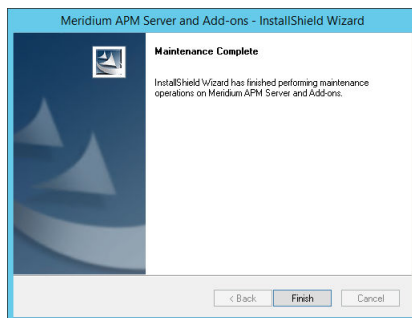 Meridium APM Server and Add-ons - InstallShield Wizard
Maintenance Complete
InstallShield Wizard has finished performing maintenance
operations on Meridium APM Server and Add-ons.
< Back Finish Cancel